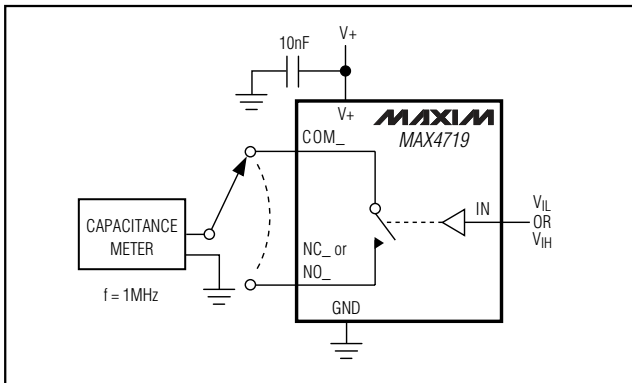 10nF
V+
V+
MAXIM
MAX4719
COM_
IN
VIL
OR
VIH
CAPACITANCE
METER
NC_ or
NO_
f = 1MHz
GND